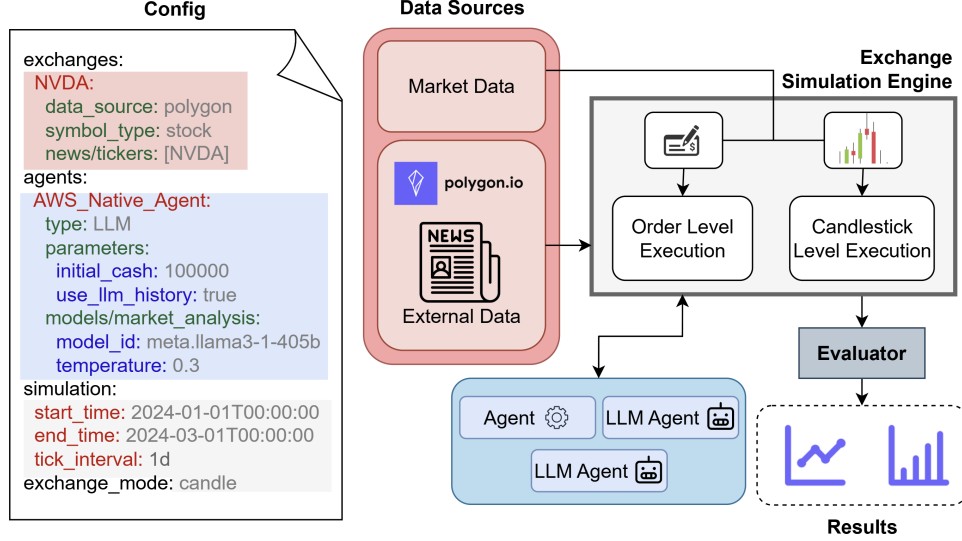 Config
exchanges:
NVDA:
data_source: polygon
symbol_type: stock
news/tickers: [NVDA]
agents:
AWS_Native_Agent:
type: LLM
parameters:
initial_cash: 100000
use_llm_history: true
models/market_analysis:
model_id: meta.llama3-1-405b
temperature: 0.3
simulation:
start_time: 2024-01-01T00:00:00
end_time: 2024-03-01T00:00:00
tick_interval: 1d
exchange_mode: candle
Data Sources
Market Data
polygon.io
NEWS
External Data
Exchange
Simulation Engine
$
Order Level
Execution
Candlestick
Level Execution
Agent
LLM Agent
LLM Agent
Evaluator
Results